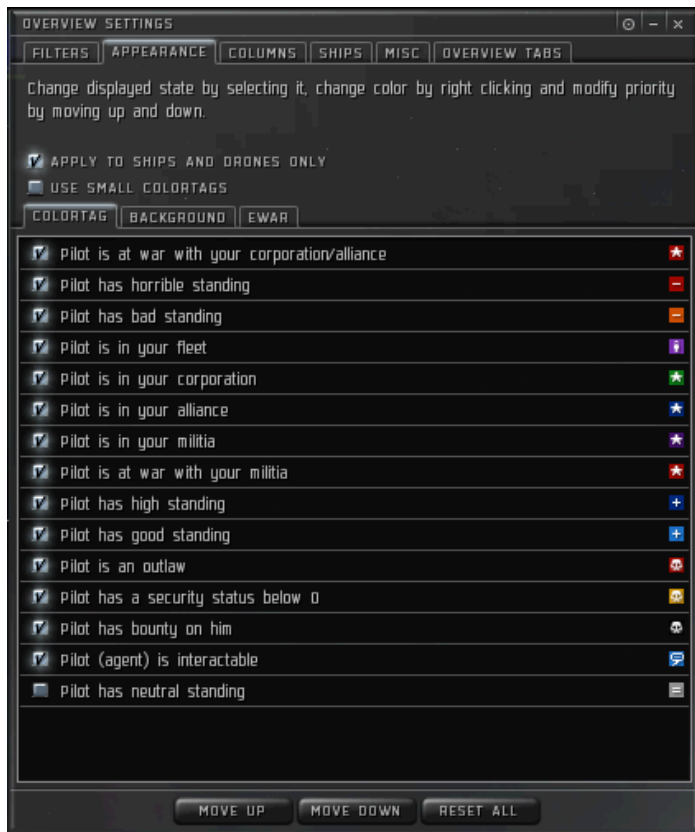 OVERVIEW SETTINGS
FILTERS APPEARANCE COLUMNS SHIPS MISC OVERVIEW TABS
Change displayed state by selecting it, change color by right clicking and modify priority
by moving up and down.
APPLY TO SHIPS AND DRONES ONLY
USE SMALL COLORTAGS
COLORTAG BACKGROUND EWAR
Pilot is at war with your corporation/alliance
Pilot has horrible standing
Pilot has bad standing
Pilot is in your fleet
Pilot is in your corporation
Pilot is in your alliance
Pilot is in your militia
Pilot is at war with your militia
Pilot has high standing
Pilot has good standing
Pilot is an outlaw
Pilot has a security status below 0
Pilot has bounty on him
Pilot (agent) is interactable
Pilot has neutral standing
MOVE UP MOVE DOWN RESET ALL